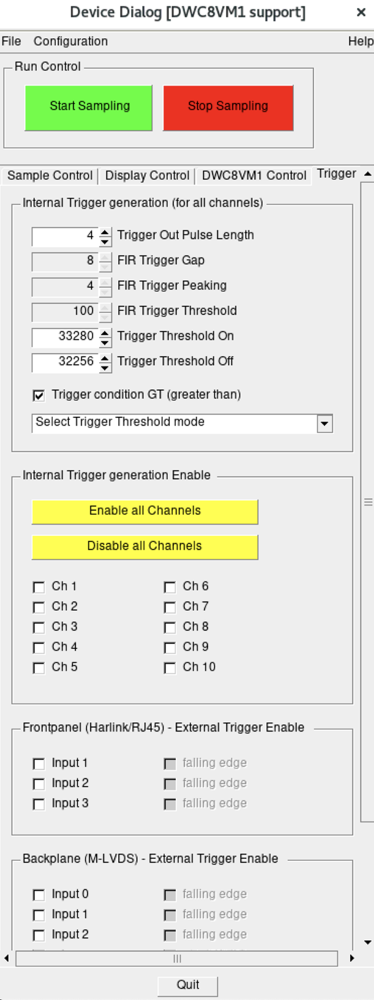 Device Dialog [DWC8VM1 support]
File Configuration Help
Run Control
Start Sampling Stop Sampling
Sample Control Display Control DWC8VM1 Control Trigger
Internal Trigger generation (for all channels)
4 Trigger Out Pulse Length
8 FIR Trigger Gap
4 FIR Trigger Peaking
100 FIR Trigger Threshold
33280 Trigger Threshold On
32256 Trigger Threshold Off
Trigger condition GT (greater than)
Select Trigger Threshold mode
Internal Trigger generation Enable
Enable all Channels
Disable all Channels
Ch 1 Ch 6
Ch 2 Ch 7
Ch 3 Ch 8
Ch 4 Ch 9
Ch 5 Ch 10
Frontpanel (Harlink/RJ45) - External Trigger Enable
Input 1 falling edge
Input 2 falling edge
Input 3 falling edge
Backplane (M-LVDS) - External Trigger Enable
Input 0 falling edge
Input 1 falling edge
Input 2 falling edge
Quit